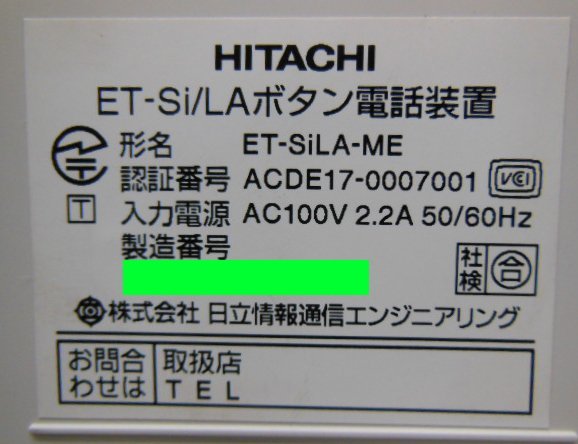 HITACHI
ET-Si/LAボタン電話装置
形名 ET-SiLA-ME
認証番号 ACDE17-0007001 VCI
T 入力電源 AC100V 2.2A 50/60Hz
製造番号
社検 合
株式会社 日立情報通信エンジニアリング
お問合わせは 取扱店
TEL